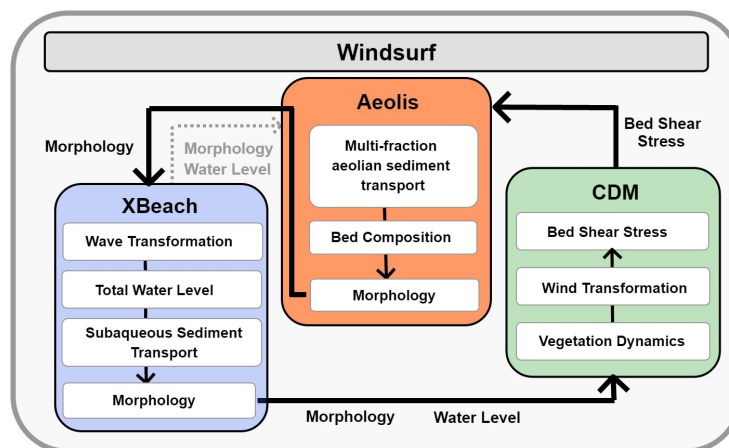 Windsurf
Aeolis
Multi-fraction
aeolian sediment
transport
Bed Composition
Morphology
Morphology
Morphology
Water Level
XBeach
Wave Transformation
Total Water Level
Subaqueous Sediment
Transport
Morphology
Morphology
Water Level
Bed Shear
Stress
CDM
Bed Shear Stress
Wind Transformation
Vegetation Dynamics